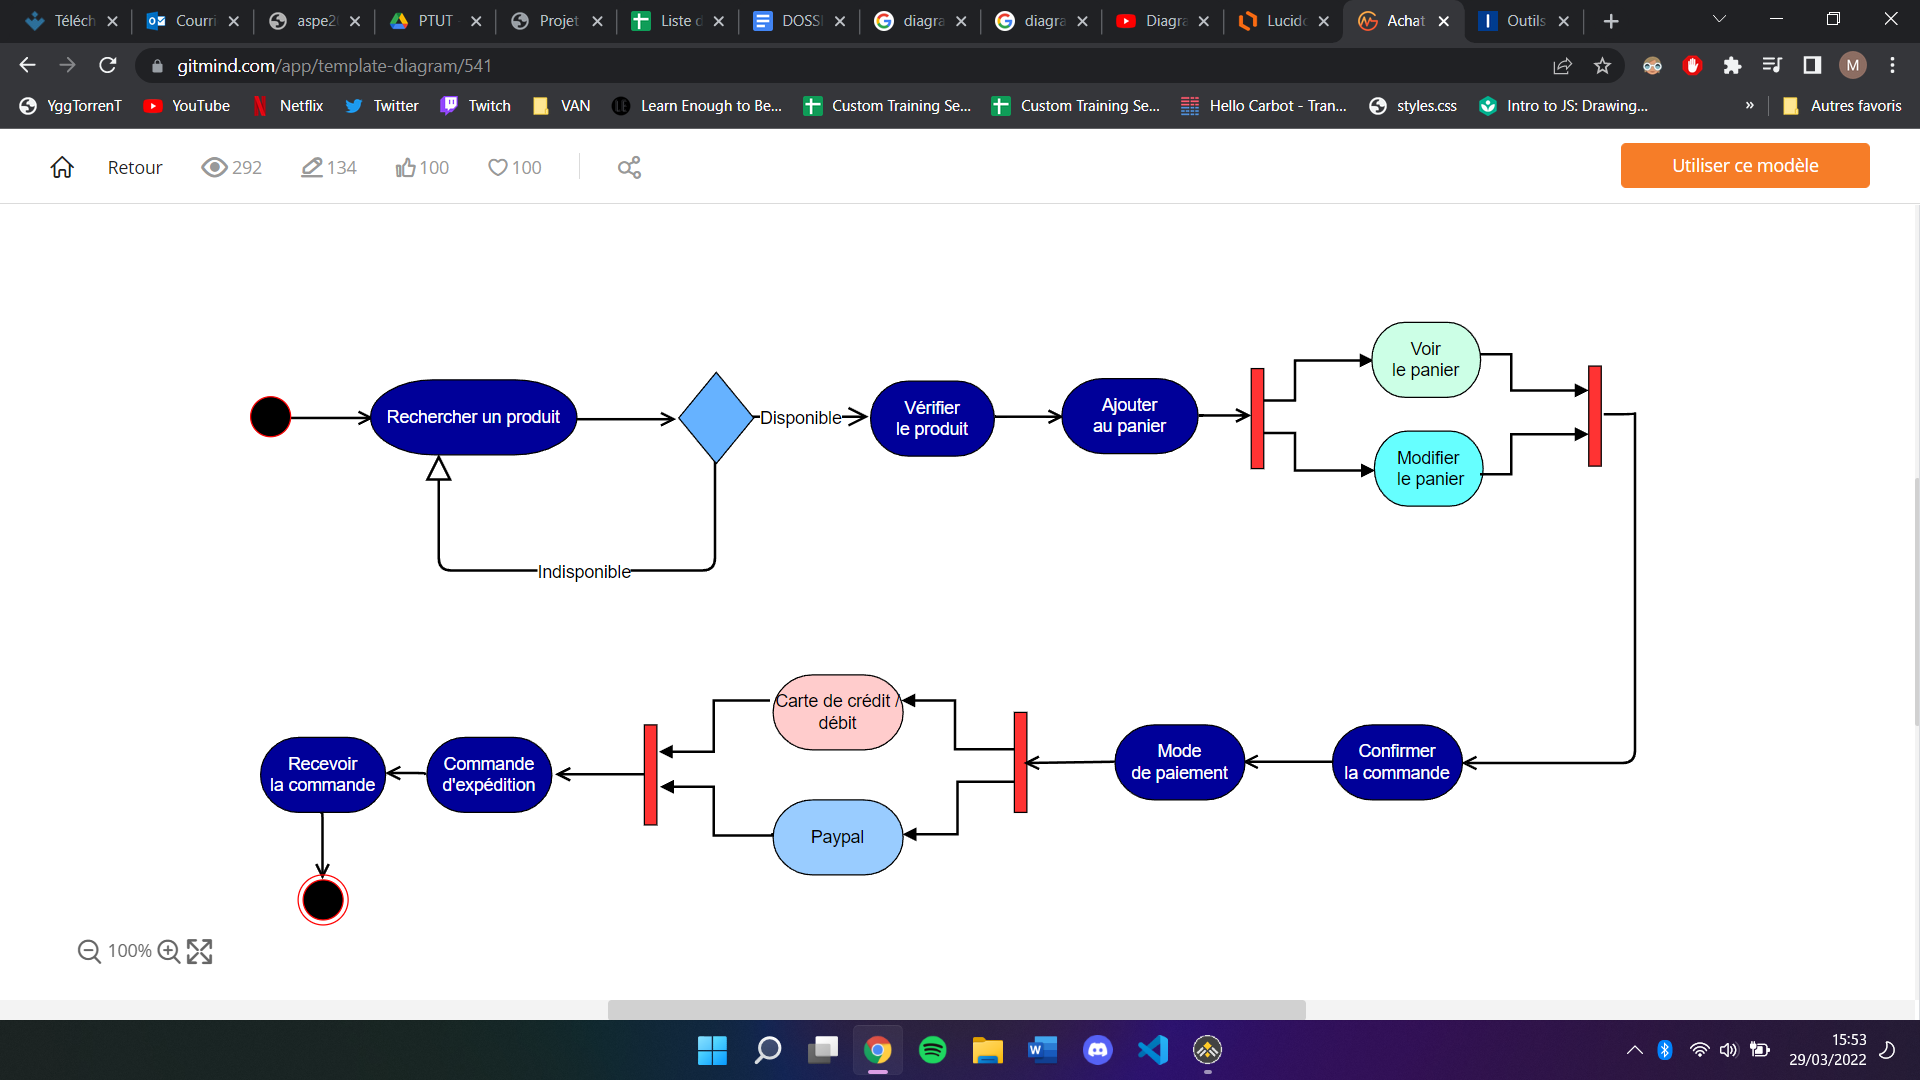 Téléch
Courri
aspe2
PTUT
Projet
Liste d
DOSSI
diagra
diagra
Diagra
Lucidc
Achat
Outils
gitmind.com/app/template-diagram/541
M
YggTorrenT
YouTube
Netflix
Twitter
Twitch
VAN
Learn Enough to Be...
Custom Training Se...
Custom Training Se...
Hello Carbot - Tran...
styles.css
Intro to JS: Drawing...
»
Autres favoris
Retour
292
134
100
100
Utiliser ce modèle
Rechercher un produit
Disponible
Indisponible
Vérifier
le produit
Ajouter
au panier
Voir
le panier
Modifier
le panier
Confirmer
la commande
Mode
de paiement
Carte de crédit /
débit
Paypal
Commande
d'expédition
Recevoir
la commande
100%
15:53
29/03/2022